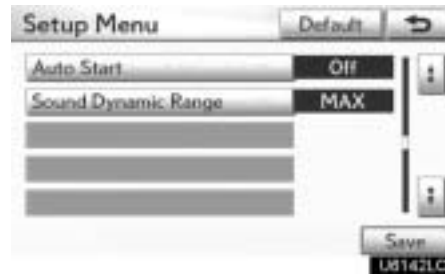 Setup Menu Default
Auto Start Off
Sound Dynamic Range MAX
Save
U8142LC